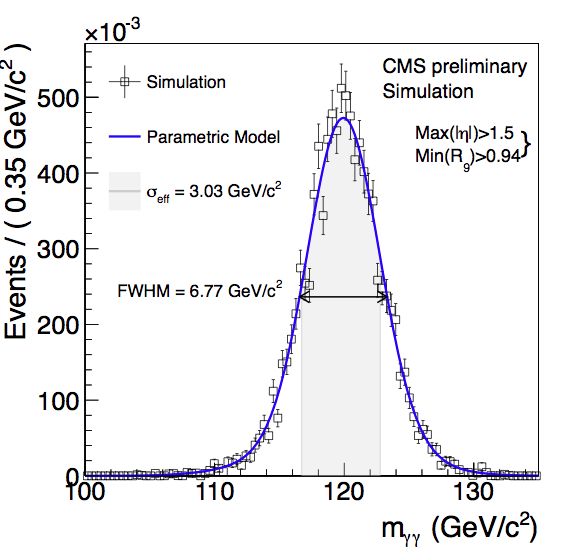 ×10⁻³
CMS preliminary
Simulation
Simulation
Max(|η|)>1.5
Min(R₉)>0.94 }
Parametric Model
σeff = 3.03 GeV/c²
FWHM = 6.77 GeV/c²
Events / ( 0.35 GeV/c² )
500
400
300
200
100
0
100
110
120
130
mγγ (GeV/c²)